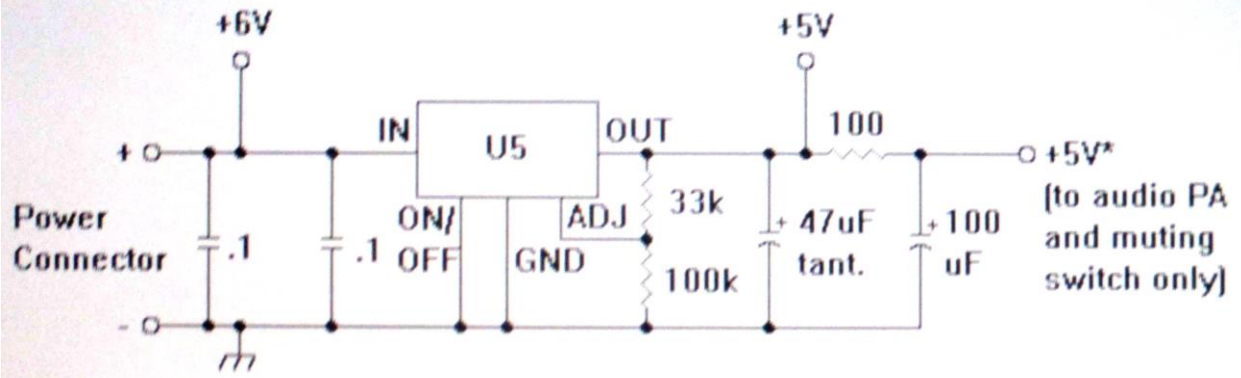 +6V
+5V
IN
U5
OUT
100
+
+5V*
(to audio PA
and muting
switch only)
Power
Connector
.1
.1
ON/
OFF
GND
ADJ
33k
100k
+
47uF
tant.
+
100
uF
-